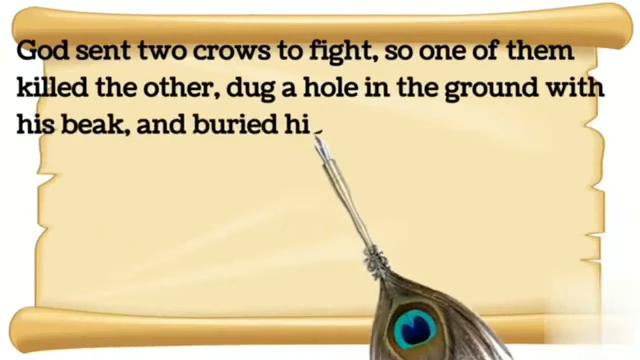 God sent two crows to fight, so one of them
killed the other, dug a hole in the ground with
his beak, and buried hi